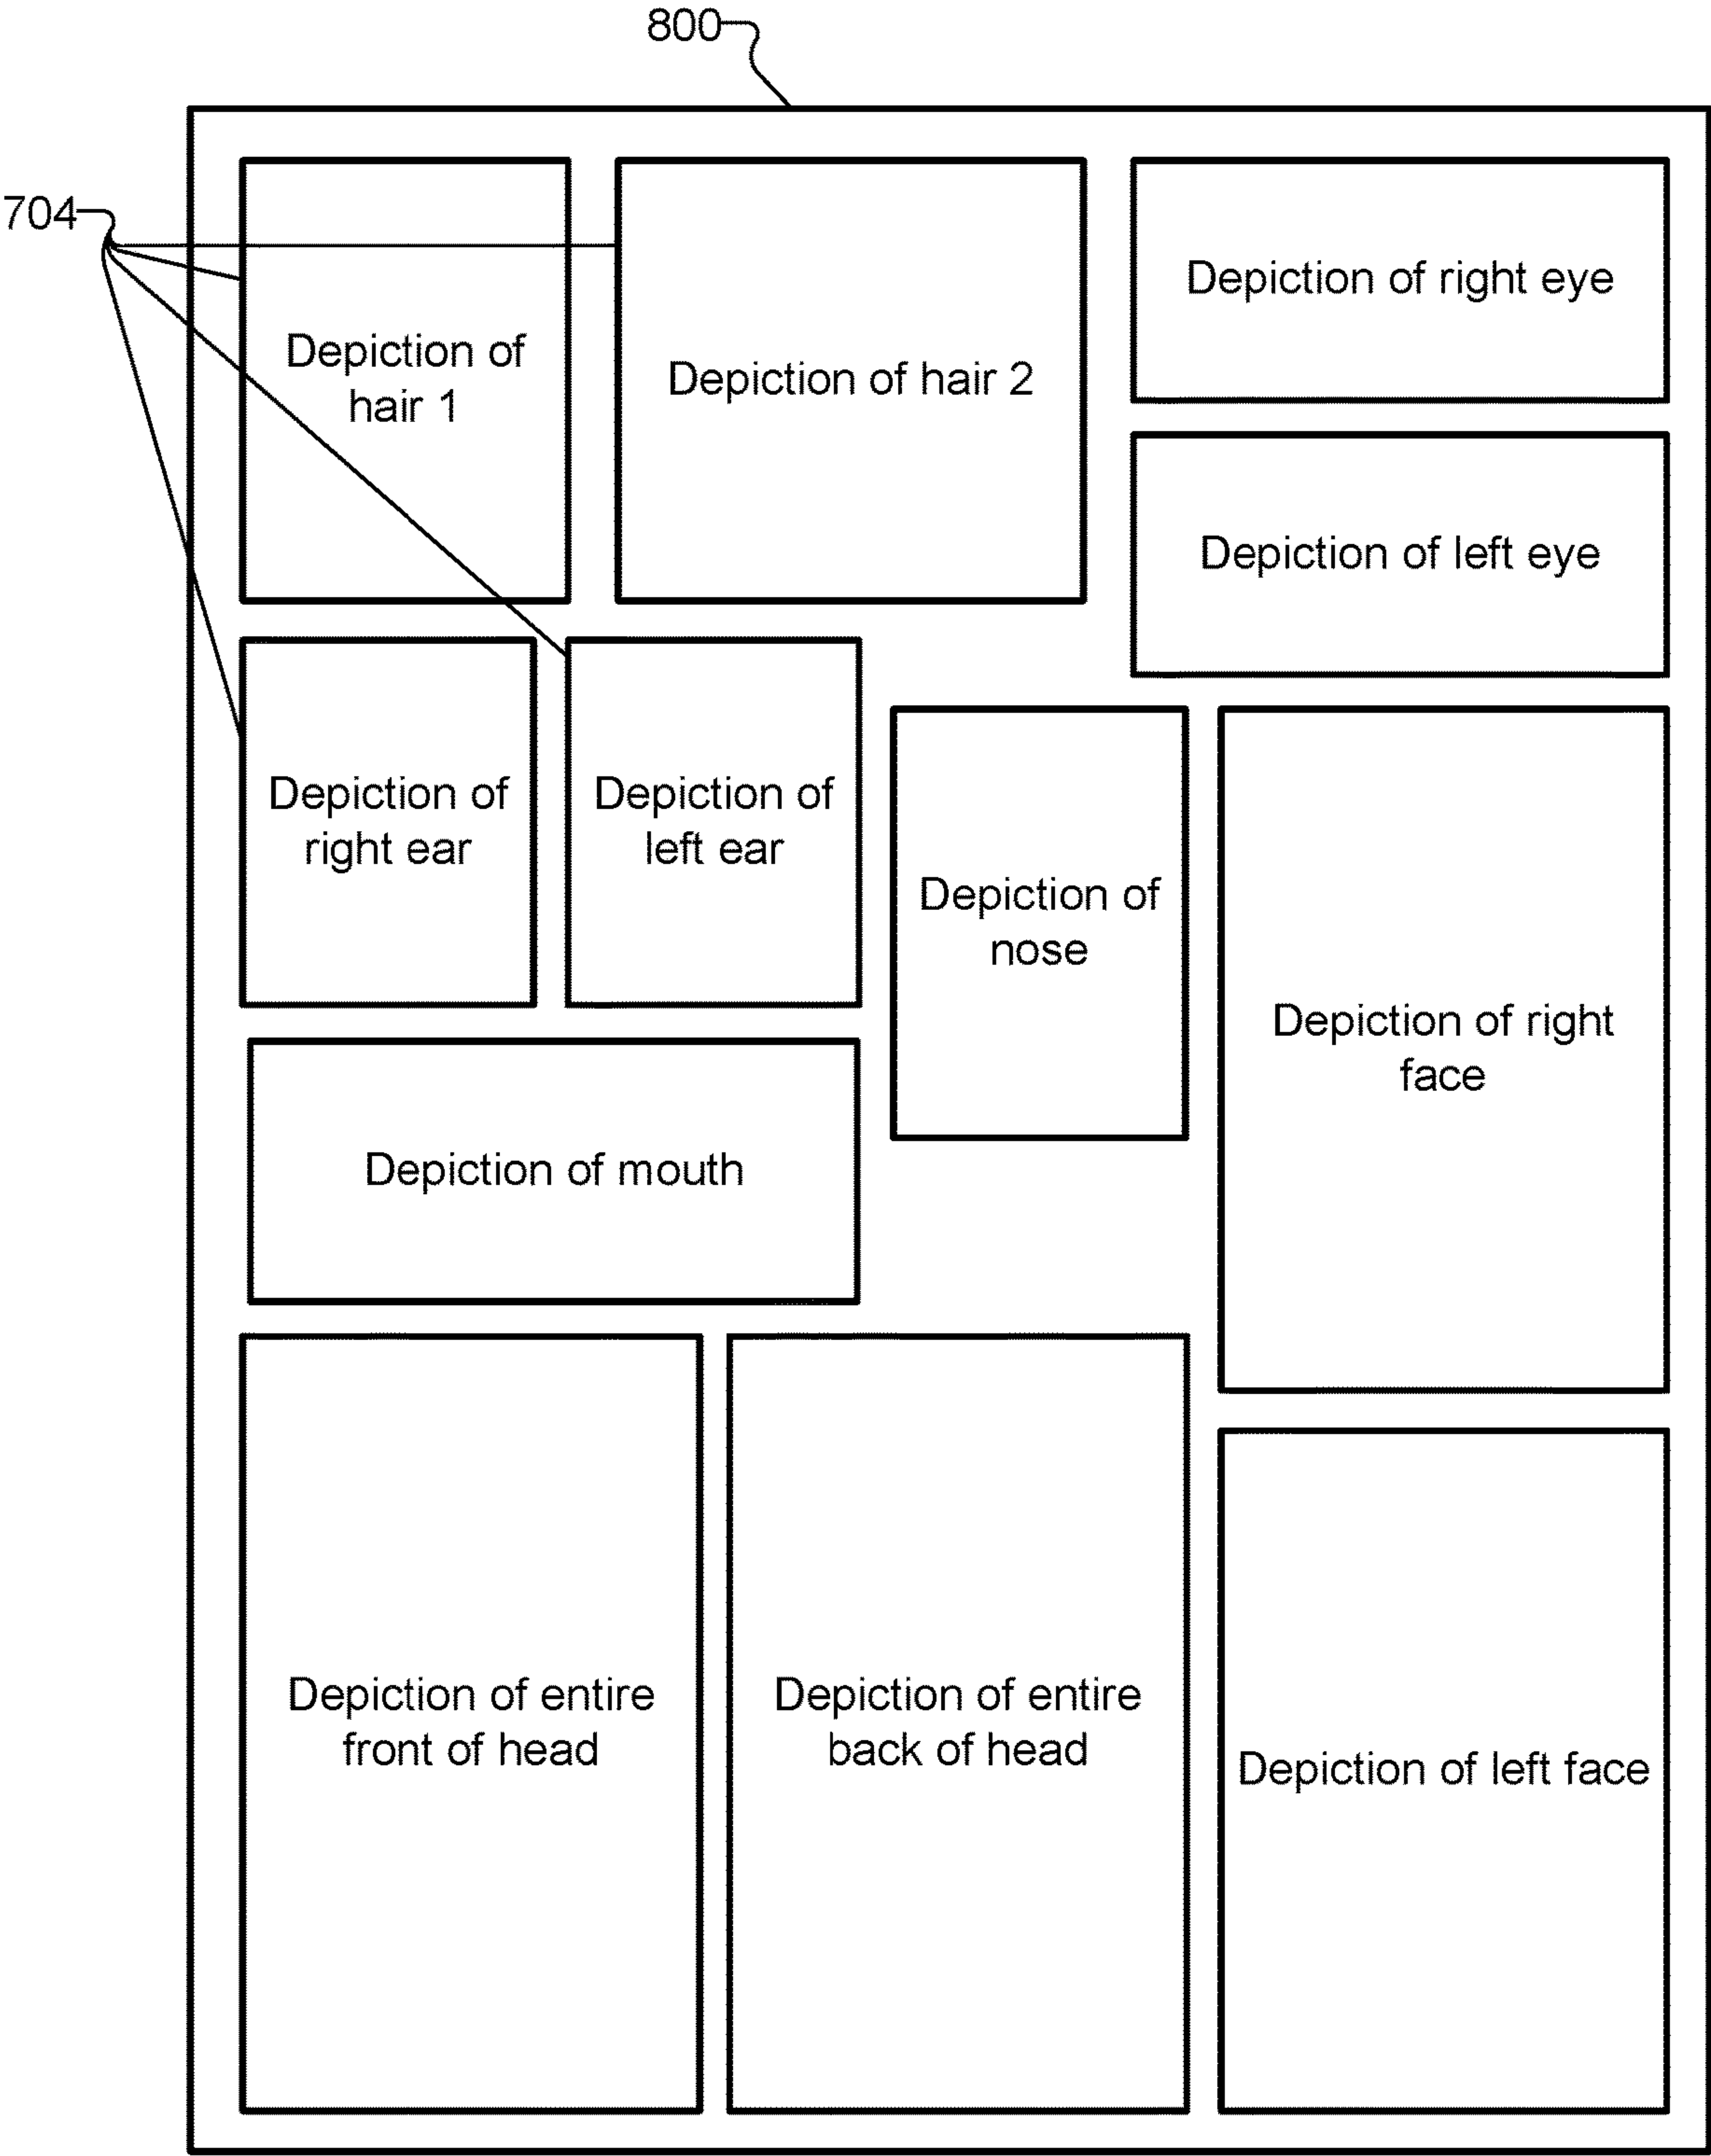 800
704
Depiction of
hair 1
Depiction of hair 2
Depiction of right eye
Depiction of left eye
Depiction of
right ear
Depiction of
left ear
Depiction of
nose
Depiction of right
face
Depiction of mouth
Depiction of entire
front of head
Depiction of entire
back of head
Depiction of left face